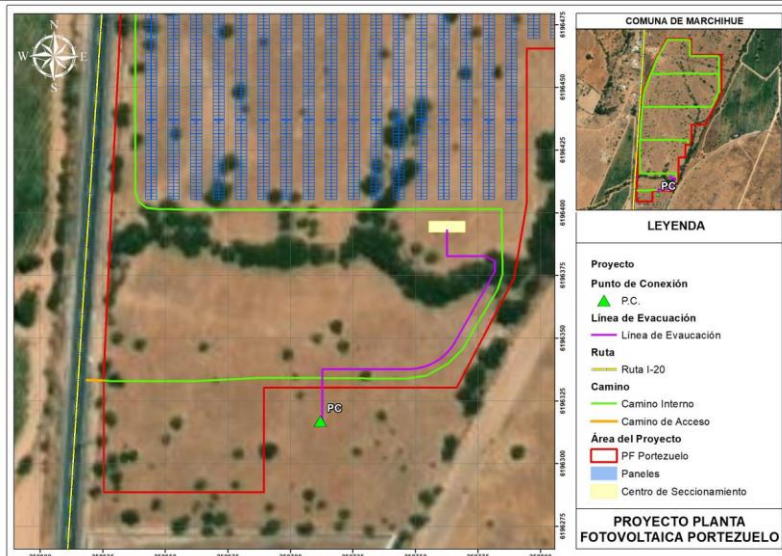 N
W E
S
PC
6196475
6196450
6196425
6196400
6196375
6196350
6196325
6196300
6196275
COMUNA DE MARCHIHUE
PC
LEYENDA
Proyecto
Punto de Conexión
P.C.
Línea de Evacuación
Línea de Evaucación
Ruta
Ruta I-20
Camino
Camino Interno
Camino de Acceso
Área del Proyecto
PF Portezuelo
Paneles
Centro de Seccionamiento
PROYECTO PLANTA
FOTOVOLTAICA PORTEZUELO